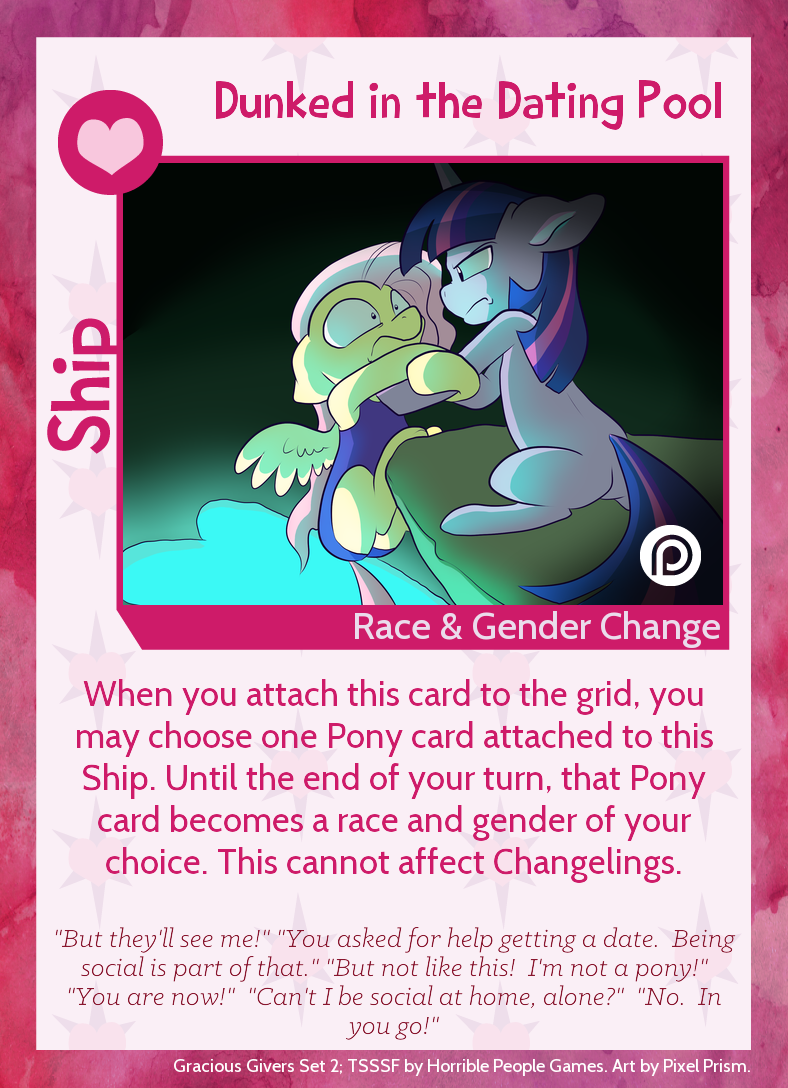 Dunked in the Dating Pool
Ship
Race & Gender Change
When you attach this card to the grid, you
may choose one Pony card attached to this
Ship. Until the end of your turn, that Pony
card becomes a race and gender of your
choice. This cannot affect Changelings.
"But they'll see me!" "You asked for help getting a date.  Being
social is part of that." "But not like this!  I'm not a pony!"
"You are now!"  "Can't I be social at home, alone?"  "No.  In
you go!"
Gracious Givers Set 2; TSSSF by Horrible People Games. Art by Pixel Prism.